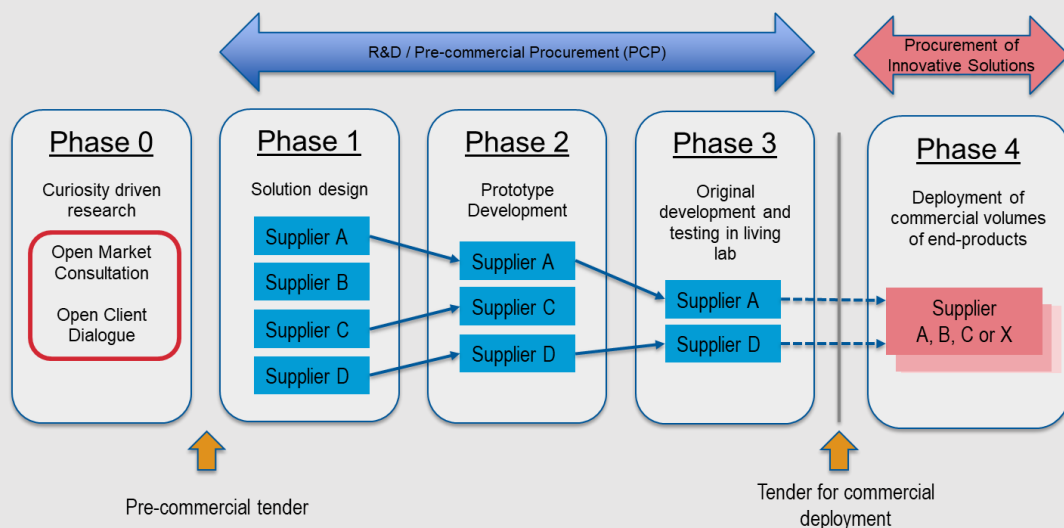 R&D / Pre-commercial Procurement (PCP)
Procurement of
Innovative Solutions
Phase 0
Curiosity driven
research
Open Market
Consultation
Open Client
Dialogue
Phase 1
Solution design
Supplier A
Supplier B
Supplier C
Supplier D
Phase 2
Prototype
Development
Supplier A
Supplier C
Supplier D
Phase 3
Original
development and
testing in living
lab
Supplier A
Supplier D
Phase 4
Deployment of
commercial volumes
of end-products
Supplier
A, B, C or X
Pre-commercial tender
Tender for commercial
deployment